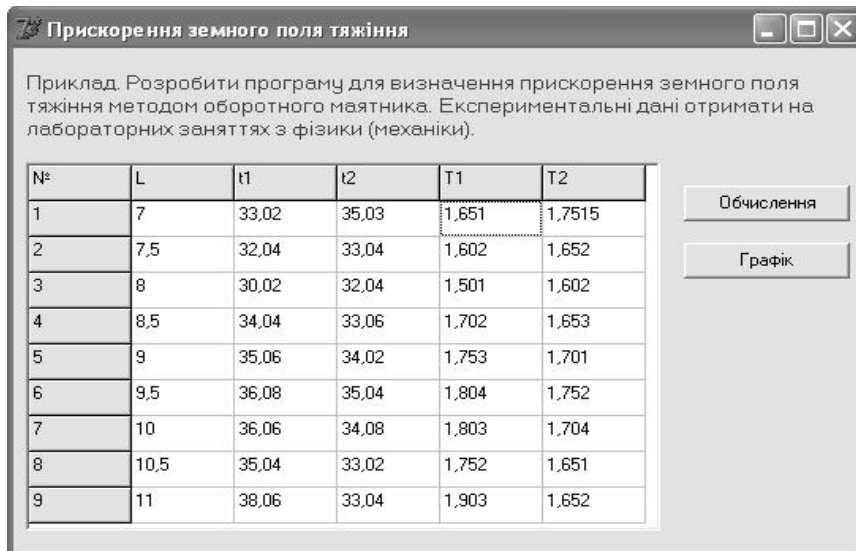 Прискорення земного поля тяжіння
Приклад. Розробити програму для визначення прискорення земного поля
тяжіння методом оборотного маятника. Експериментальні дані отримати на
лабораторних заняттях з фізики (механіки).
№ L t1 t2 T1 T2
1 7 33,02 35,03 1,651 1,7515
2 7,5 32,04 33,04 1,602 1,652
3 8 30,02 32,04 1,501 1,602
4 8,5 34,04 33,06 1,702 1,653
5 9 35,06 34,02 1,753 1,701
6 9,5 36,08 35,04 1,804 1,752
7 10 36,06 34,08 1,803 1,704
8 10,5 35,04 33,02 1,752 1,651
9 11 38,06 33,04 1,903 1,652
Обчислення
Графік